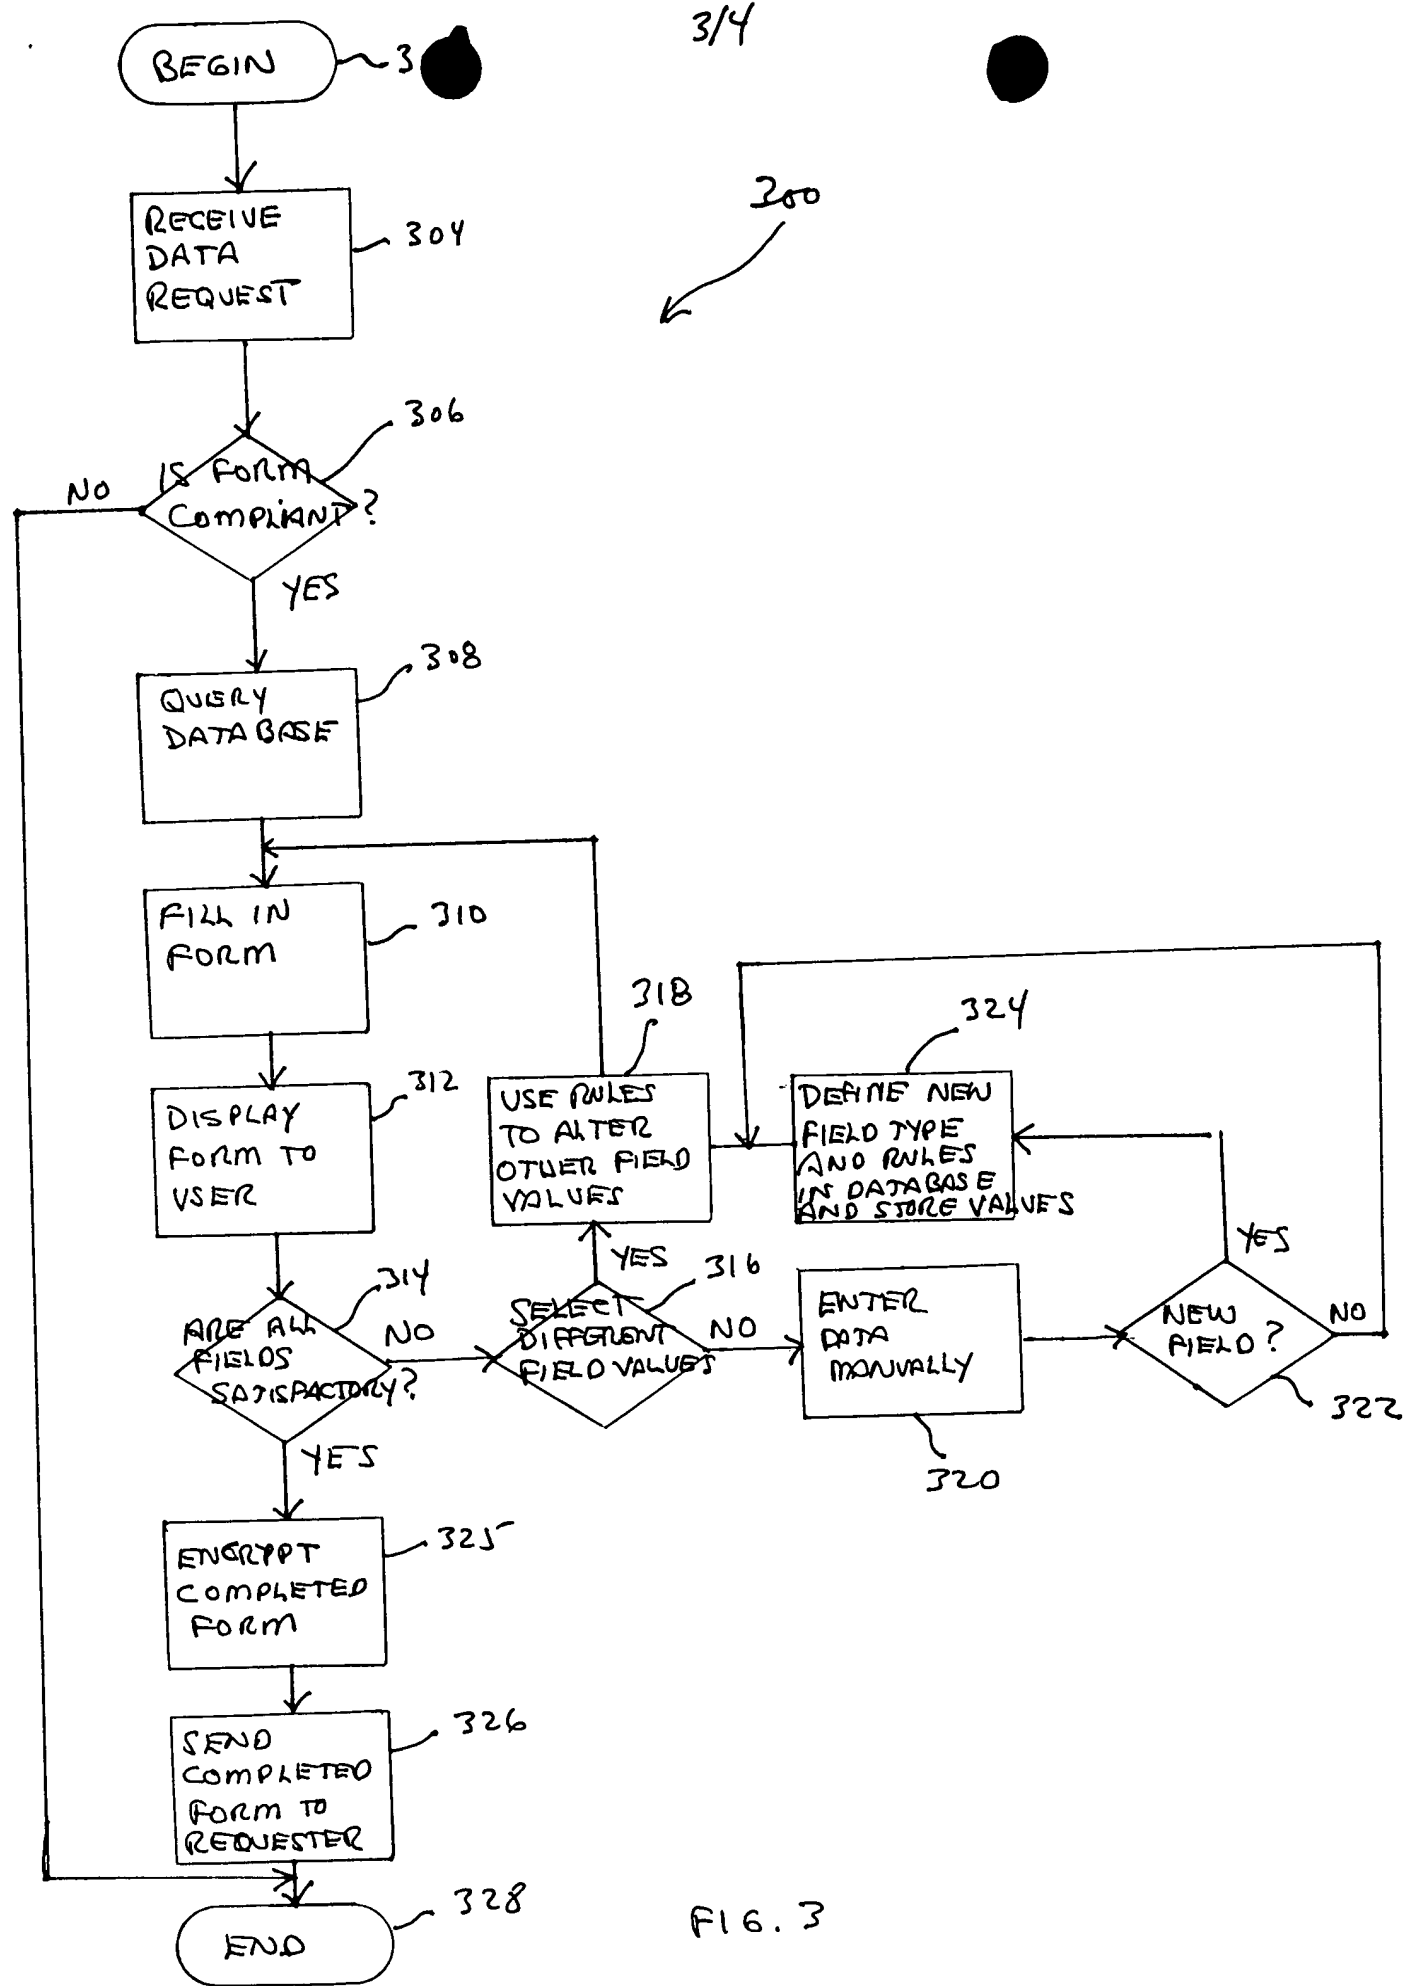 3/4
BEGIN
3
300
RECEIVE
DATA
REQUEST
304
306
IS FORM
COMPLIANT?
NO
YES
308
QUERY
DATABASE
FILL IN
FORM
310
312
DISPLAY
FORM TO
USER
318
USE RULES
TO ALTER
OTHER FIELD
VALUES
324
DEFINE NEW
FIELD TYPE
AND RULES
IN DATABASE
AND STORE VALUES
314
ARE ALL
FIELDS
SATISFACTORY?
NO
YES
316
SELECT
DIFFERENT
FIELD VALUES
YES
NO
ENTER
DATA
MANUALLY
320
NEW
FIELD?
YES
NO
322
325
ENCRYPT
COMPLETED
FORM
326
SEND
COMPLETED
FORM TO
REQUESTER
328
END
FIG. 3